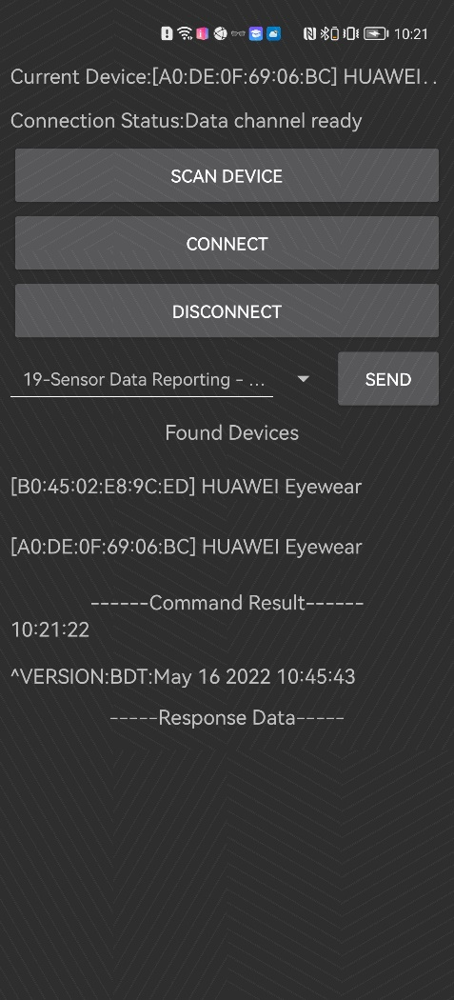 10:21
Current Device:[A0:DE:0F:69:06:BC] HUAWEI..
Connection Status:Data channel ready
SCAN DEVICE
CONNECT
DISCONNECT
19-Sensor Data Reporting - ...
SEND
Found Devices
[B0:45:02:E8:9C:ED] HUAWEI Eyewear
[A0:DE:0F:69:06:BC] HUAWEI Eyewear
------Command Result------
10:21:22
^VERSION:BDT:May 16 2022 10:45:43
-----Response Data-----